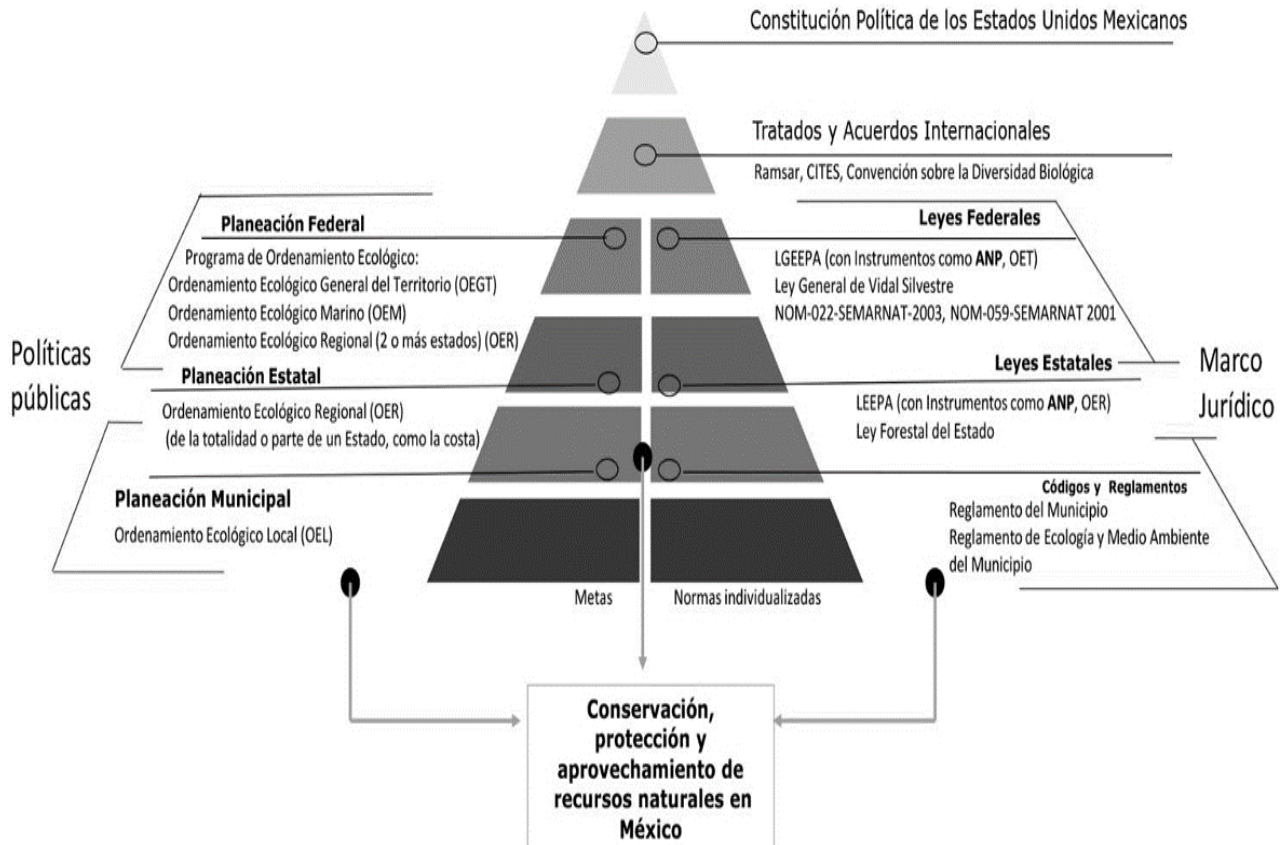 Constitución Política de los Estados Unidos Mexicanos
Tratados y Acuerdos Internacionales
Ramsar, CITES, Convención sobre la Diversidad Biológica
Políticas
públicas
Planeación Federal
Programa de Ordenamiento Ecológico:
Ordenamiento Ecológico General del Territorio (OEGT)
Ordenamiento Ecológico Marino (OEM)
Ordenamiento Ecológico Regional (2 o más estados) (OER)
Planeación Estatal
Ordenamiento Ecológico Regional (OER)
(de la totalidad o parte de un Estado, como la costa)
Planeación Municipal
Ordenamiento Ecológico Local (OEL)
Leyes Federales
LGEEPA (con Instrumentos como ANP, OET)
Ley General de Vidal Silvestre
NOM-022-SEMARNAT-2003, NOM-059-SEMARNAT 2001
Leyes Estatales
LEEPA (con Instrumentos como ANP, OER)
Ley Forestal del Estado
Códigos y Reglamentos
Reglamento del Municipio
Reglamento de Ecología y Medio Ambiente
del Municipio
Marco
Jurídico
Metas
Normas individualizadas
Conservación,
protección y
aprovechamiento de
recursos naturales en
México